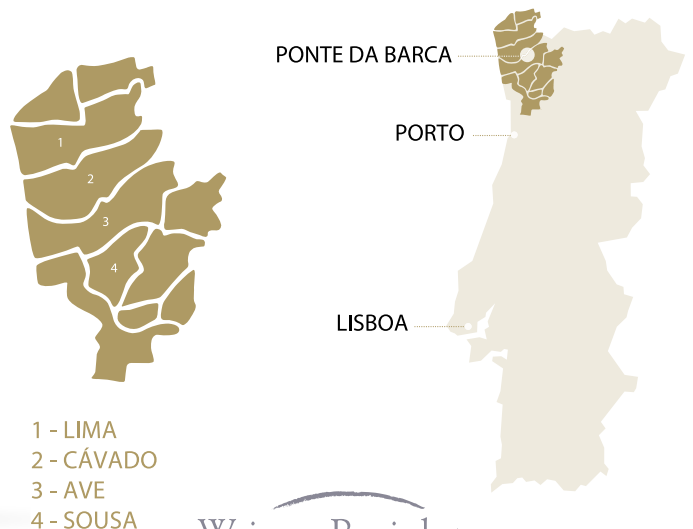 PONTE DA BARCA
PORTO
LISBOA
1
2
3
4
1 - LIMA
2 - CÁVADO
3 - AVE
4 - SOUSA